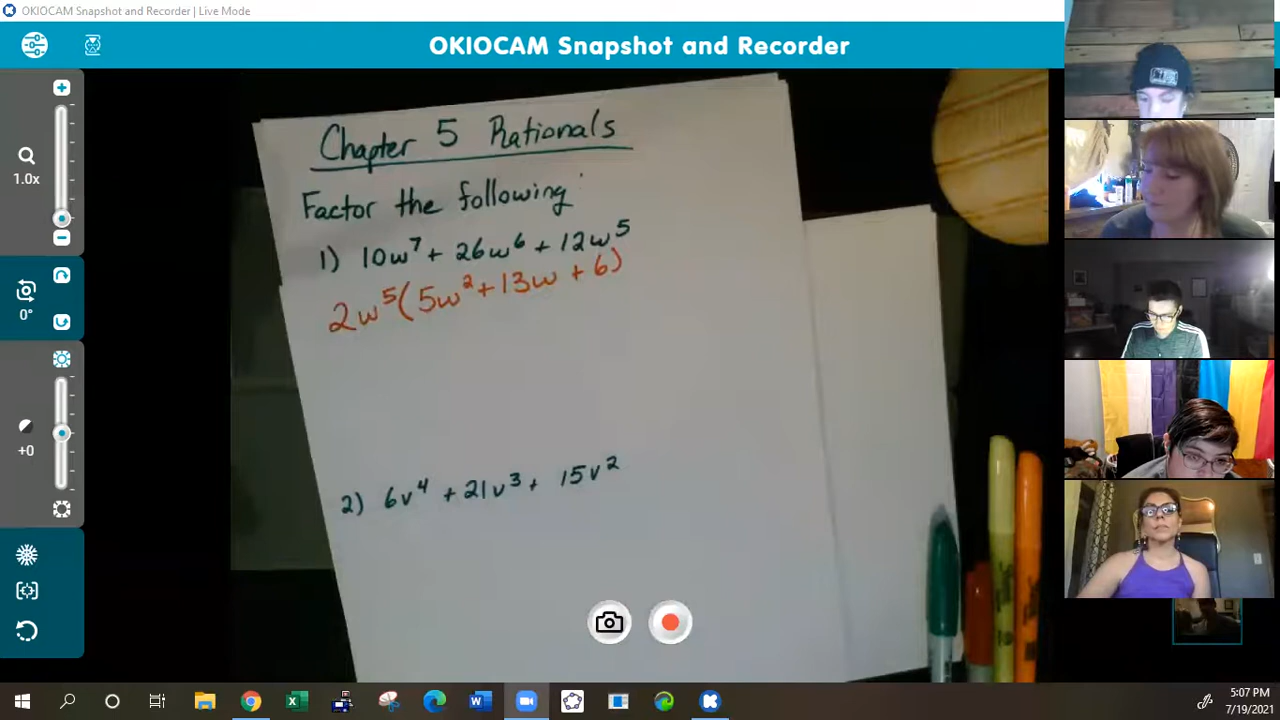 OKIOCAM Snapshot and Recorder | Live Mode
OKIOCAM Snapshot and Recorder
1.0x
0°
+0
Chapter 5 Rationals
Factor the following:
1) 10w⁷ + 26w⁶ + 12w⁵
2w⁵(5w² + 13w + 6)
2) 6v⁴ + 21v³ + 15v²
5:07 PM
7/19/2021